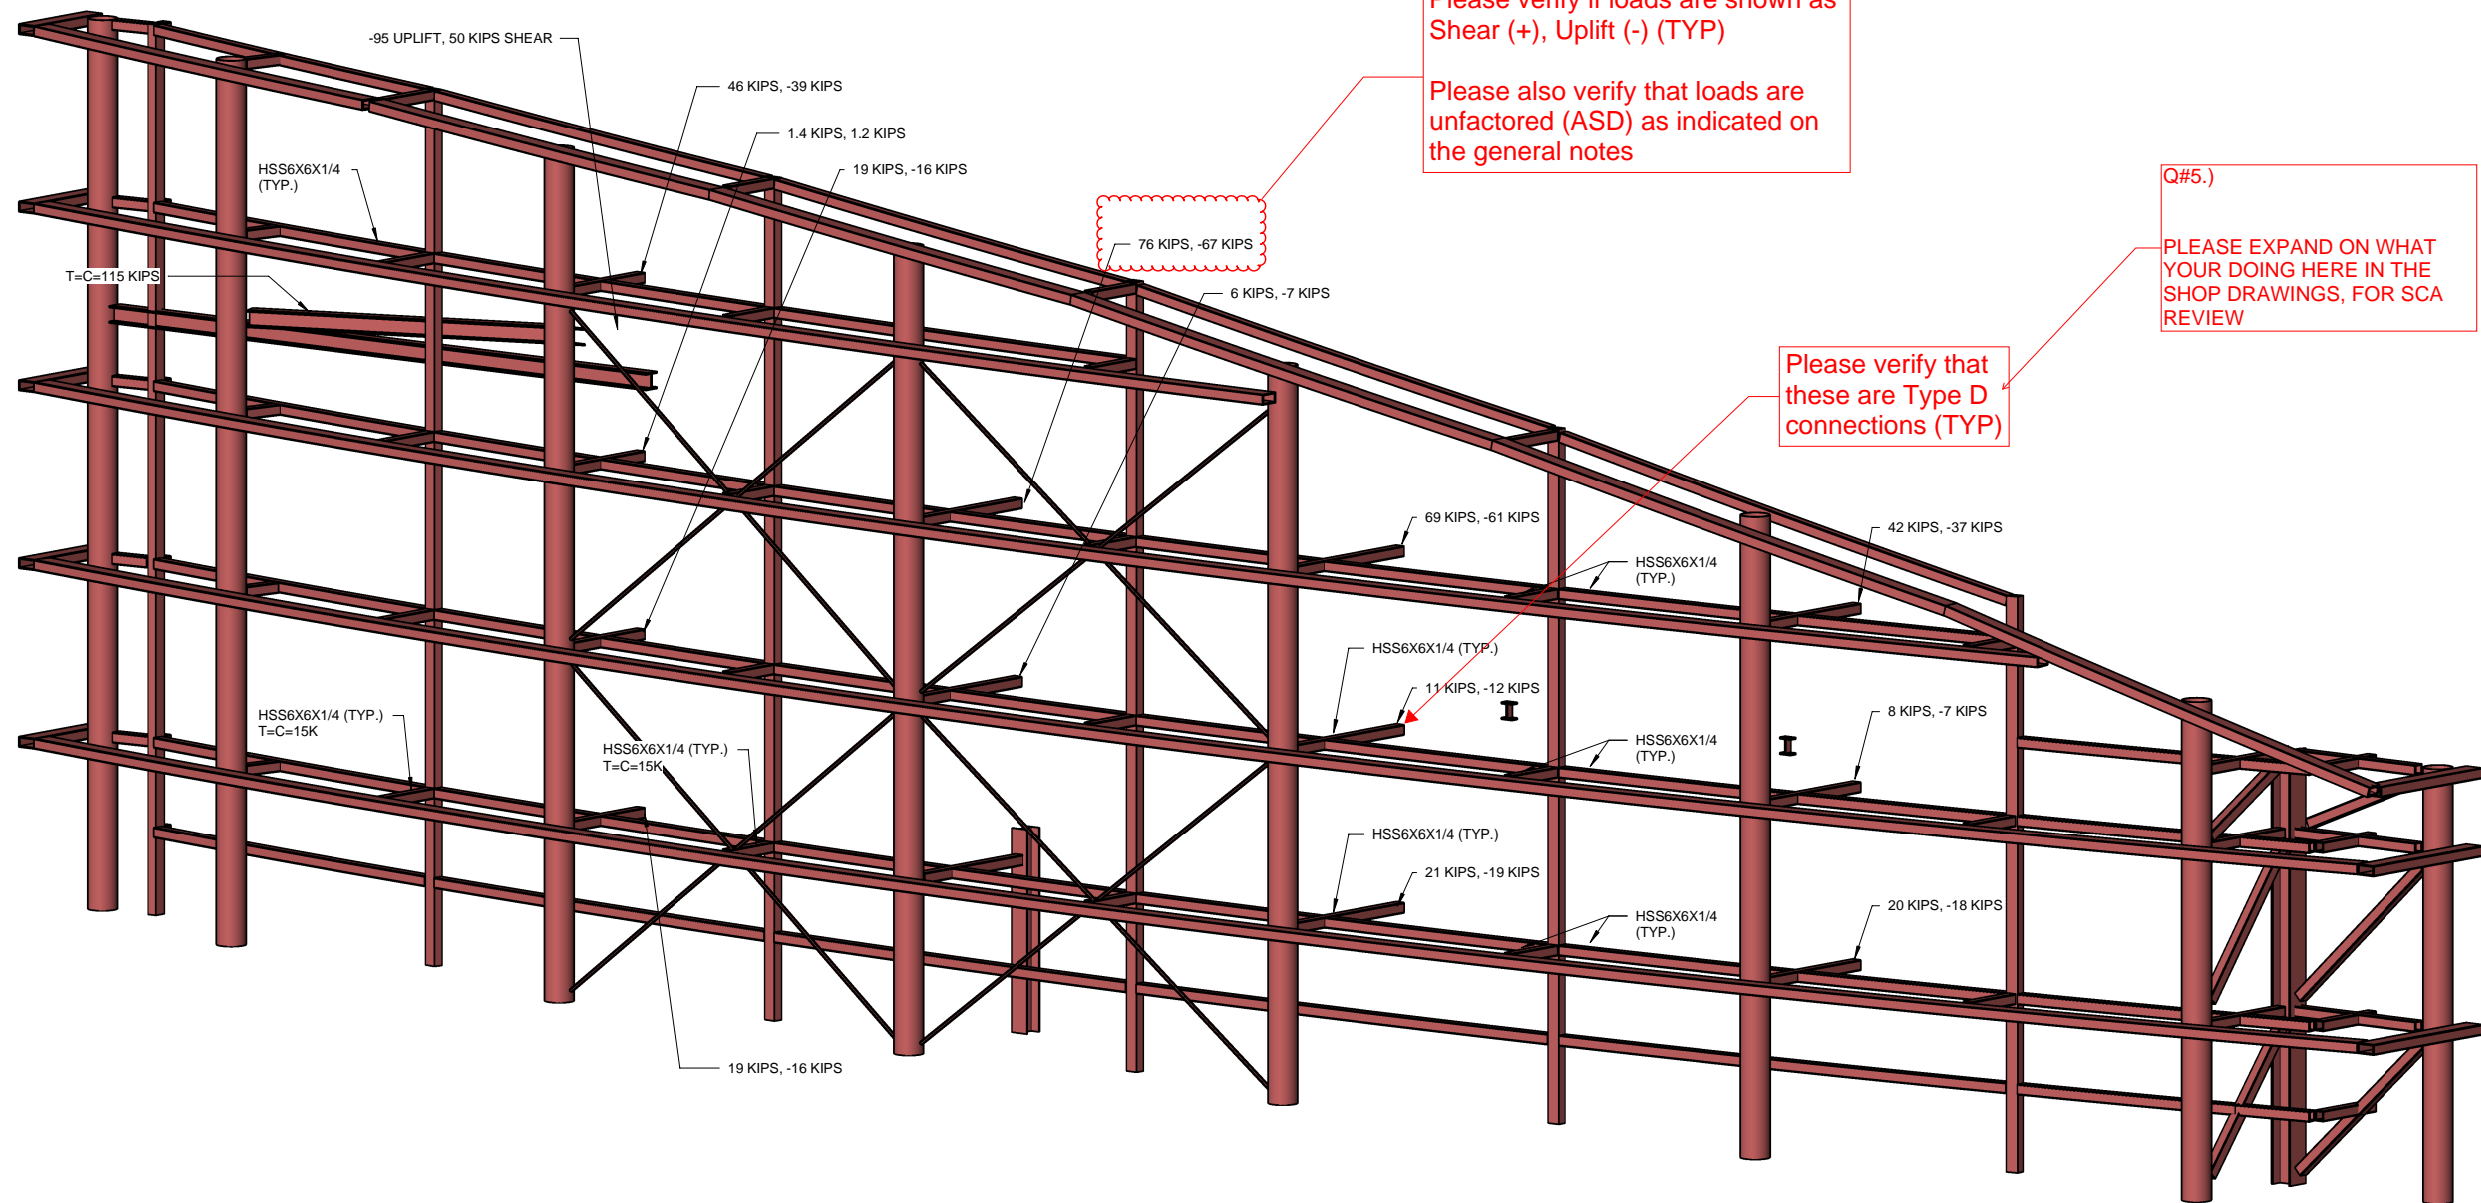 Please verify if loads are shown as
Shear (+), Uplift (-) (TYP)
Please also verify that loads are
unfactored (ASD) as indicated on
the general notes
-95 UPLIFT, 50 KIPS SHEAR
46 KIPS, -39 KIPS
1.4 KIPS, 1.2 KIPS
19 KIPS, -16 KIPS
HSS6X6X1/4
(TYP.)
Q#5.)
PLEASE EXPAND ON WHAT
YOUR DOING HERE IN THE
SHOP DRAWINGS, FOR SCA
REVIEW
76 KIPS, -67 KIPS
T=C=115 KIPS
6 KIPS, -7 KIPS
Please verify that
these are Type D
connections (TYP)
69 KIPS, -61 KIPS
42 KIPS, -37 KIPS
HSS6X6X1/4
(TYP.)
HSS6X6X1/4 (TYP.)
11 KIPS, -12 KIPS
8 KIPS, -7 KIPS
HSS6X6X1/4 (TYP.)
T=C=15K
HSS6X6X1/4 (TYP.)
T=C=15K
HSS6X6X1/4
(TYP.)
HSS6X6X1/4 (TYP.)
21 KIPS, -19 KIPS
HSS6X6X1/4
(TYP.)
20 KIPS, -18 KIPS
19 KIPS, -16 KIPS